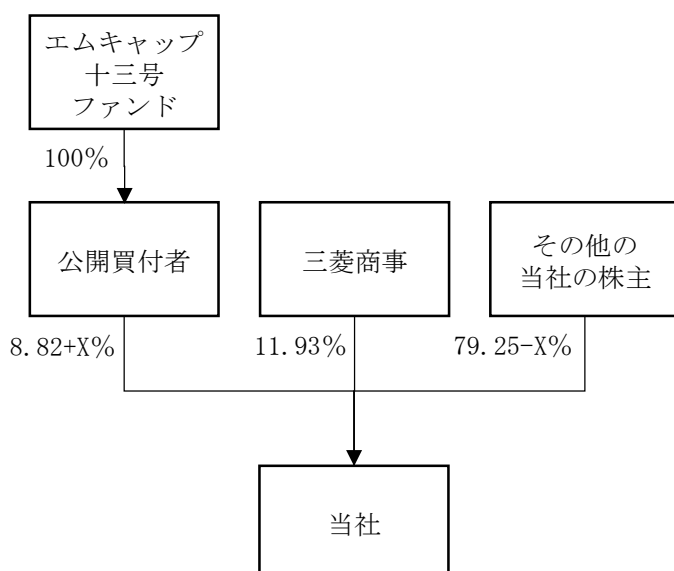 エムキャップ
十三号
ファンド
100%
公開買付者
三菱商事
その他の
当社の株主
8.82+X%
11.93%
79.25-X%
当社